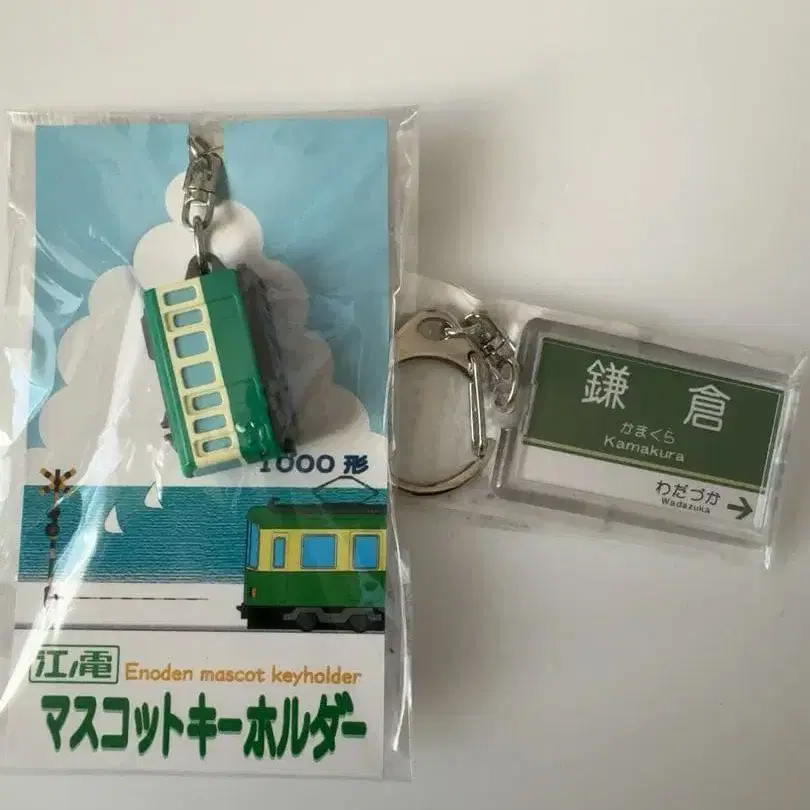 1000形
江ノ電 Enoden mascot keyholder
マスコットキーホルダー
鎌倉
かまくら
Kamakura
わだづか
Wadazuka